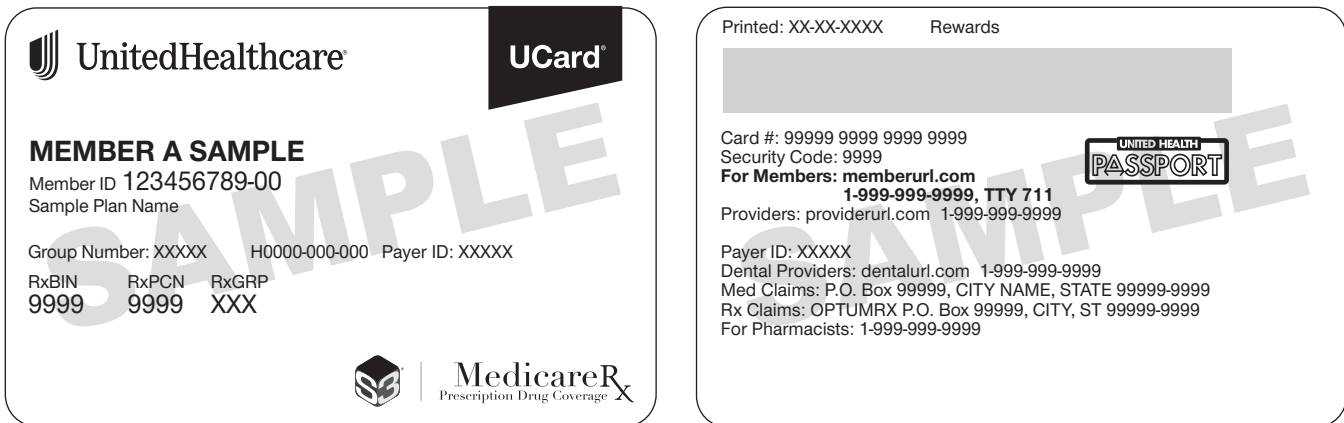 UnitedHealthcare®
UCard®
MEMBER A SAMPLE
Member ID 123456789-00
Sample Plan Name
Group Number: XXXXX H0000-000-000 Payer ID: XXXXX
RxBIN RxPCN RxGRP
9999 9999 XXX
SAMPLE
S3
MedicareRx
Prescription Drug Coverage
Printed: XX-XX-XXXX Rewards
Card #: 99999 9999 9999 9999
Security Code: 9999
For Members: memberurl.com
1-999-999-9999, TTY 711
Providers: providerurl.com 1-999-999-9999
UNITED HEALTH
PASSPORT
Payer ID: XXXXX
Dental Providers: dentalurl.com 1-999-999-9999
Med Claims: P.O. Box 99999, CITY NAME, STATE 99999-9999
Rx Claims: OPTUMRX P.O. Box 99999, CITY, ST 99999-9999
For Pharmacists: 1-999-999-9999
SAMPLE